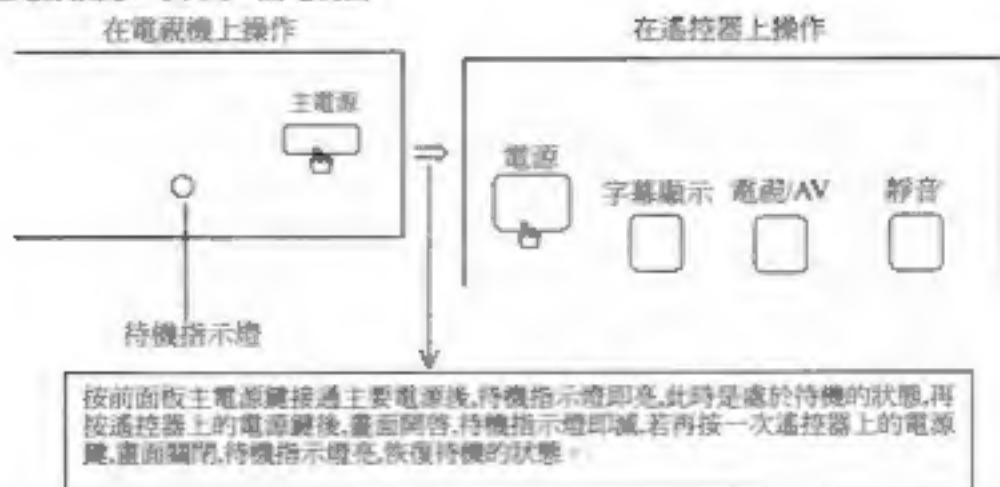 在電視機上操作
在遙控器上操作
主電源
電源
字幕顯示 電視/AV 靜音
待機指示燈
按前面板主電源鍵接通主要電源後,待機指示燈即亮,此時是處於待機的狀態,再
按遙控器上的電源鍵後,畫面開啓,待機指示燈即滅,若再按一次遙控器上的電源
鍵,畫面關閉,待機指示燈亮,恢復待機的狀態。